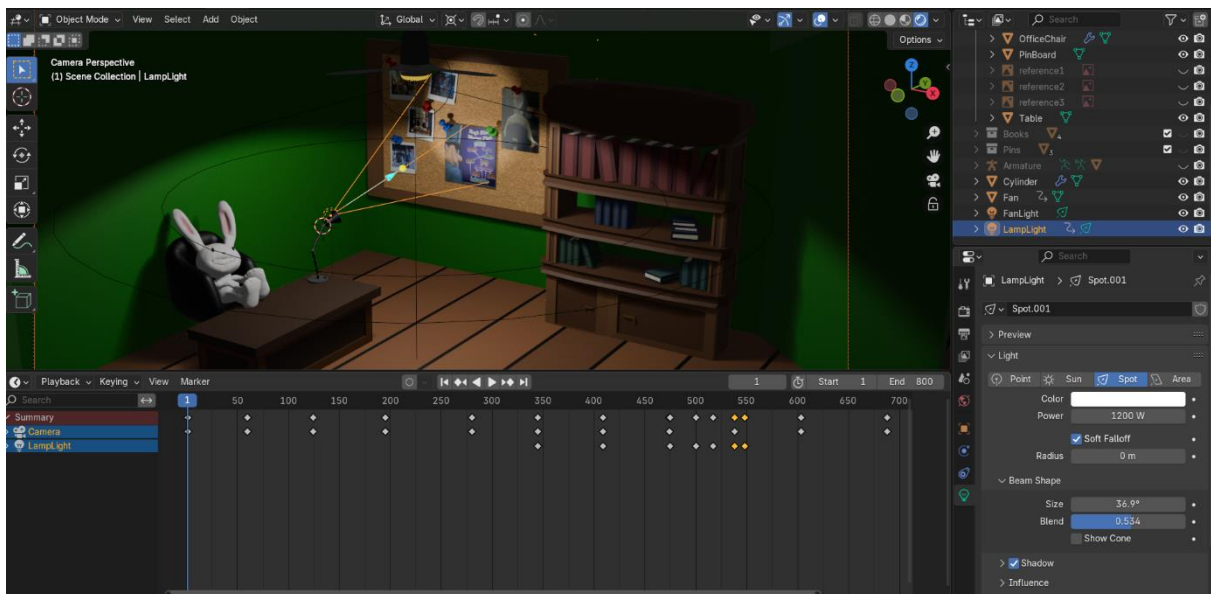 Object Mode View Select Add Object Global Search
Options
Camera Perspective
(1) Scene Collection | LampLight
X
Y
Z
OfficeChair
PinBoard
reference1
reference2
reference3
Table
Books 4
Pins 3
Armature
Cylinder
Fan
FanLight
LampLight
Search
LampLight > Spot.001
Spot.001
Preview
Light
Point Sun Spot Area
Color
Power 1200 W
Soft Falloff
Radius 0 m
Beam Shape
Size 36.9°
Blend 0.534
Show Cone
Shadow
Influence
Playback Keying View Marker 1 Start 1 End 800
Search 1 50 100 150 200 250 300 350 400 450 500 550 600 650 700
Summary
Camera
LampLight